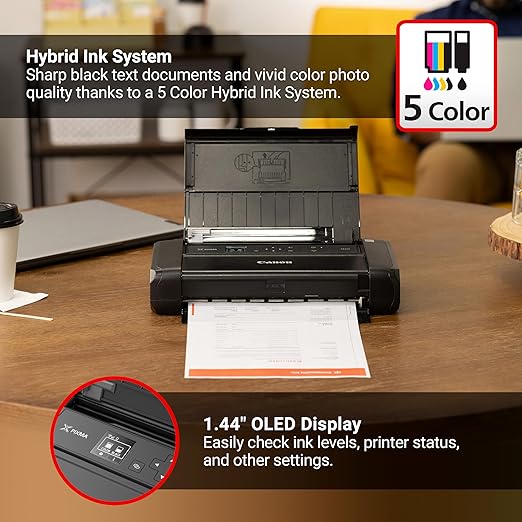 Hybrid Ink System
Sharp black text documents and vivid color photo
quality thanks to a 5 Color Hybrid Ink System.
5 Color
Canon
PIXMA
1.44" OLED Display
Easily check ink levels, printer status,
and other settings.